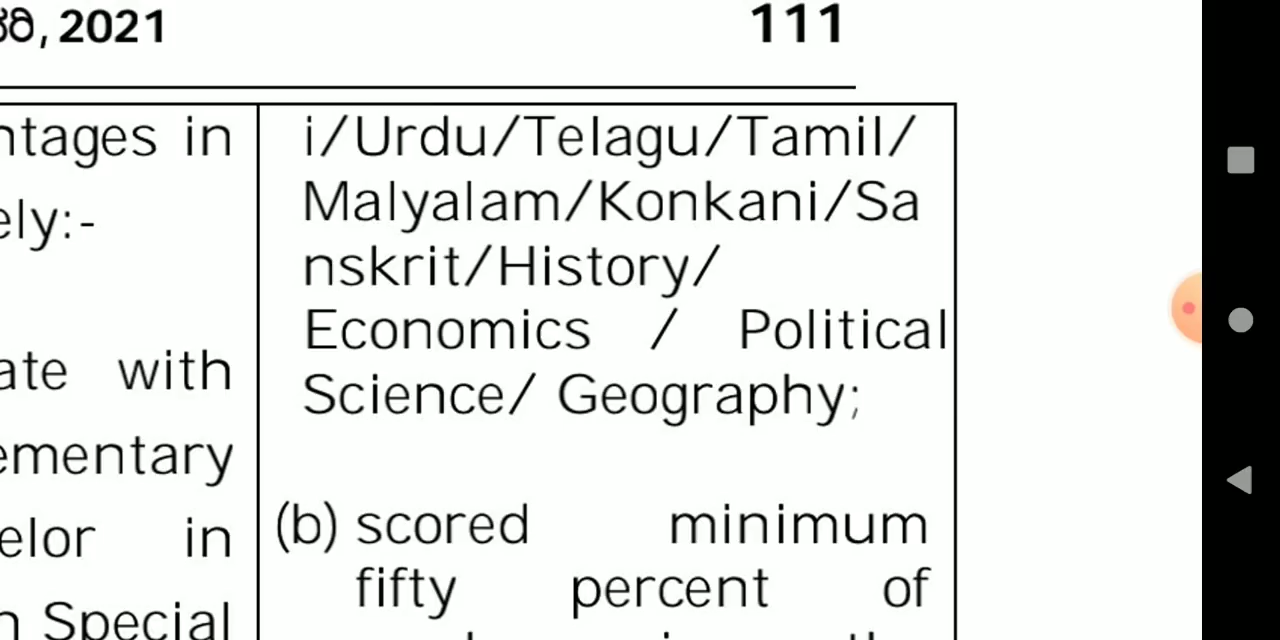 , 2021 111
ntages in
ely:-
ate with
ementary
elor in
n Special
i/Urdu/Telagu/Tamil/
Malyalam/Konkani/Sa
nskrit/History/
Economics / Political
Science/ Geography;
(b) scored minimum
fifty percent of